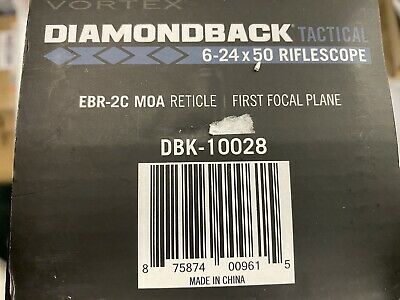 VORTEX
DIAMONDBACK® TACTICAL
6-24x50 RIFLESCOPE
EBR-2C MOA RETICLE | FIRST FOCAL PLANE
DBK-10028
8 75874 00961 5
MADE IN CHINA